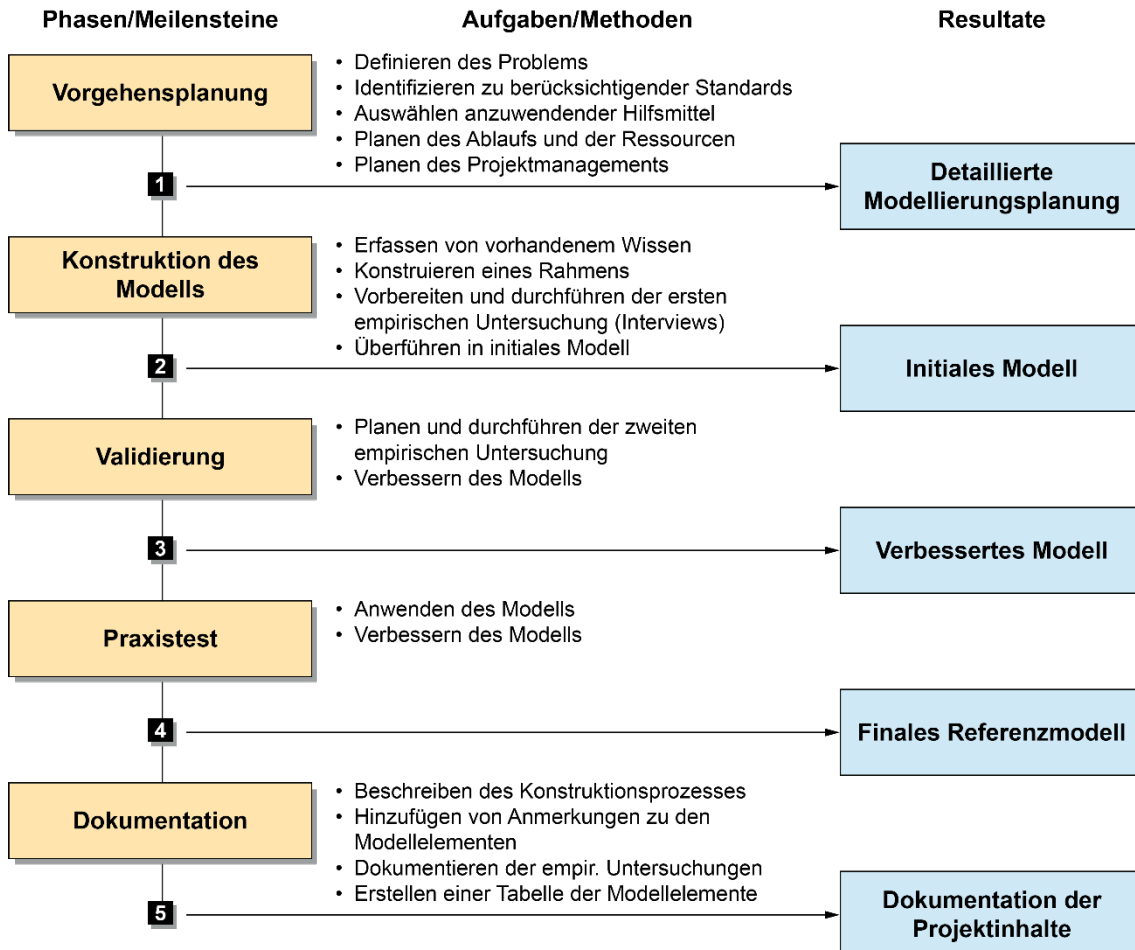 Phasen/Meilensteine
Aufgaben/Methoden
Resultate
Vorgehensplanung
• Definieren des Problems
• Identifizieren zu berücksichtigender Standards
• Auswählen anzuwendender Hilfsmittel
• Planen des Ablaufs und der Ressourcen
• Planen des Projektmanagements
1
Detaillierte
Modellierungsplanung
Konstruktion des
Modells
• Erfassen von vorhandenem Wissen
• Konstruieren eines Rahmens
• Vorbereiten und durchführen der ersten
empirischen Untersuchung (Interviews)
• Überführen in initiales Modell
2
Initiales Modell
Validierung
• Planen und durchführen der zweiten
empirischen Untersuchung
• Verbessern des Modells
3
Verbessertes Modell
Praxistest
• Anwenden des Modells
• Verbessern des Modells
4
Finales Referenzmodell
Dokumentation
• Beschreiben des Konstruktionsprozesses
• Hinzufügen von Anmerkungen zu den
Modellelementen
• Dokumentieren der empir. Untersuchungen
• Erstellen einer Tabelle der Modellelemente
5
Dokumentation der
Projektinhalte